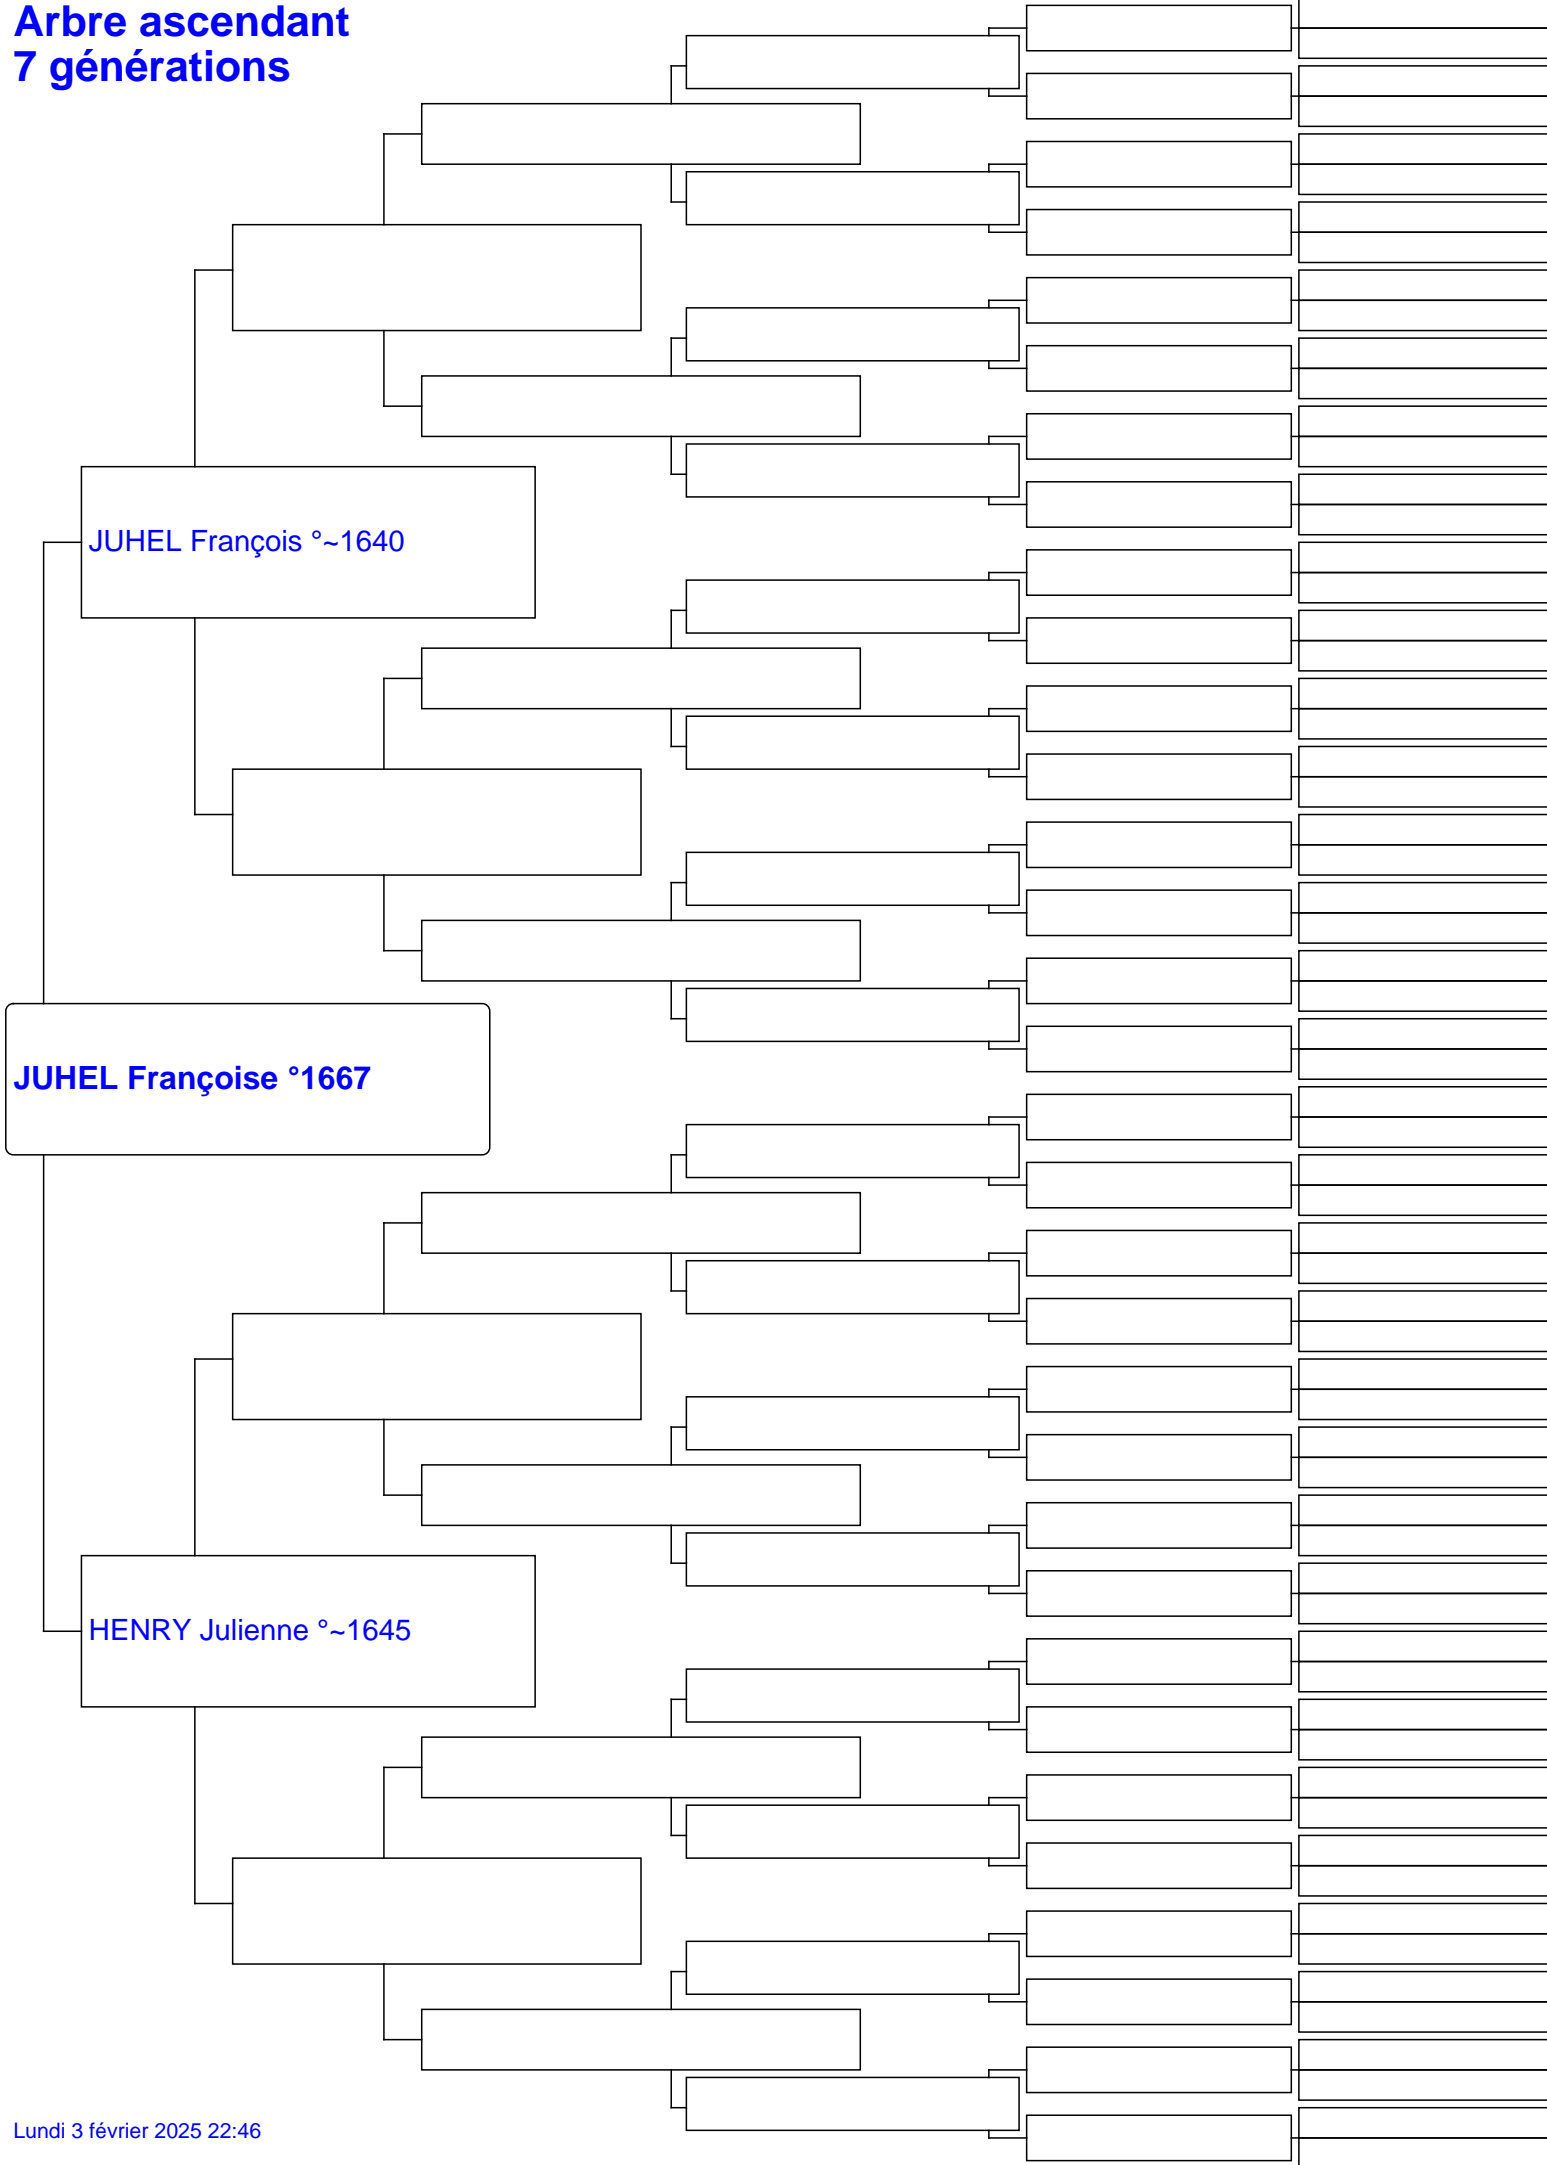 Arbre ascendant
7 générations
JUHEL François °~1640
JUHEL Françoise °1667
HENRY Julienne °~1645
Lundi 3 février 2025 22:46